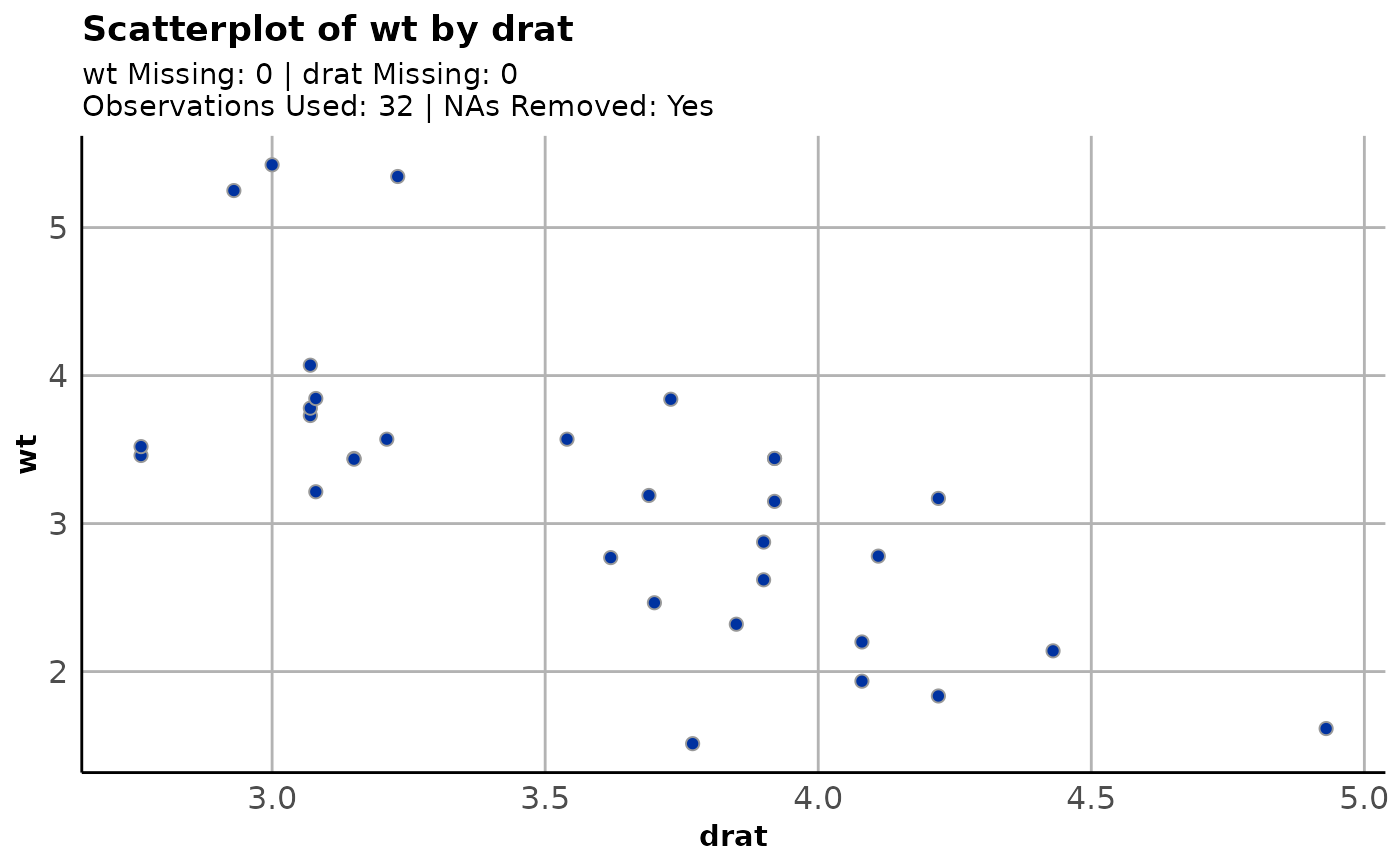 Scatterplot of wt by drat
wt Missing: 0 | drat Missing: 0
Observations Used: 32 | NAs Removed: Yes
5
4
3
2
wt
3.0 3.5 4.0 4.5 5.0
drat